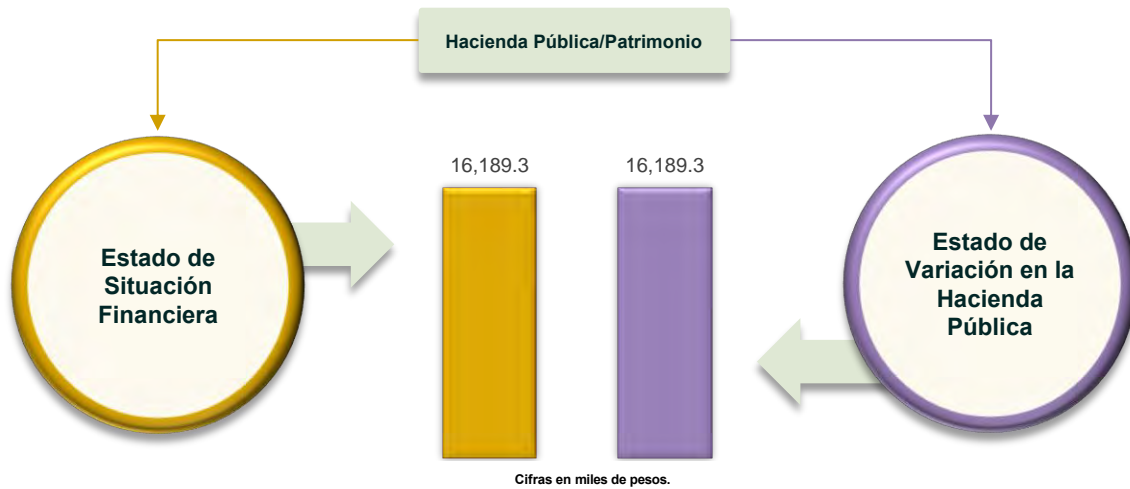 Hacienda Pública/Patrimonio
16,189.3
16,189.3
Estado de
Situación
Financiera
Estado de
Variación en la
Hacienda
Pública
Cifras en miles de pesos.